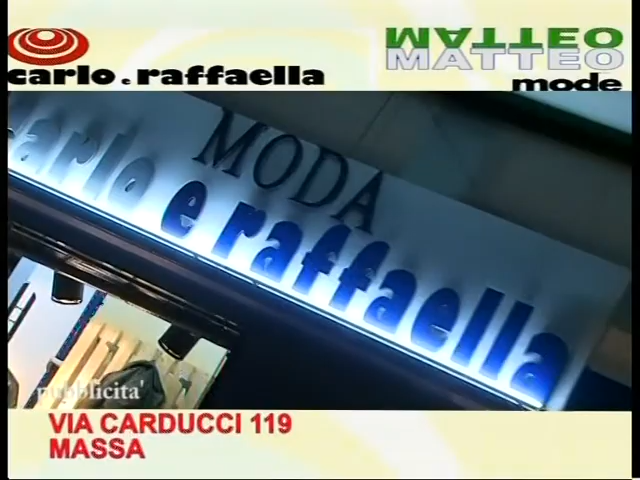 carlo e raffaella
MATTEO
MATTEO
mode
MODA
carlo e raffaella
pubblicita'
VIA CARDUCCI 119
MASSA